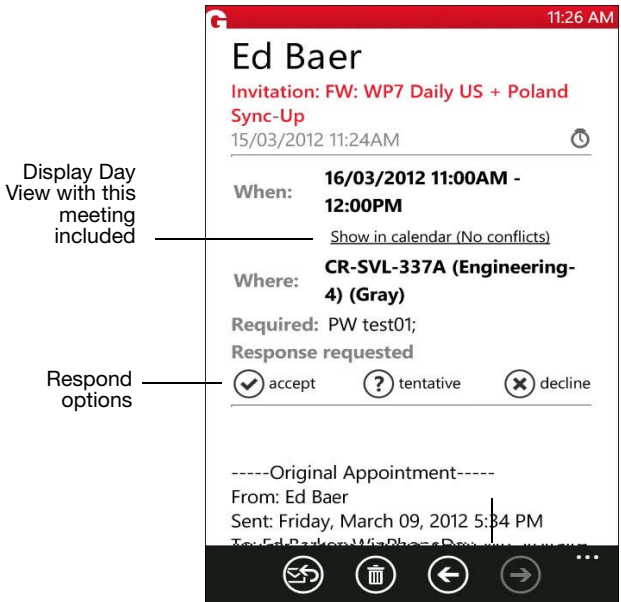 G 11:26 AM
Ed Baer
Invitation: FW: WP7 Daily US + Poland
Sync-Up
15/03/2012 11:24AM
Display Day
View with this
meeting
included
When: 16/03/2012 11:00AM -
12:00PM
Show in calendar (No conflicts)
Where: CR-SVL-337A (Engineering-
4) (Gray)
Required: PW test01;
Response requested
Respond
options
accept tentative decline
-----Original Appointment-----
From: Ed Baer
Sent: Friday, March 09, 2012 5:34 PM